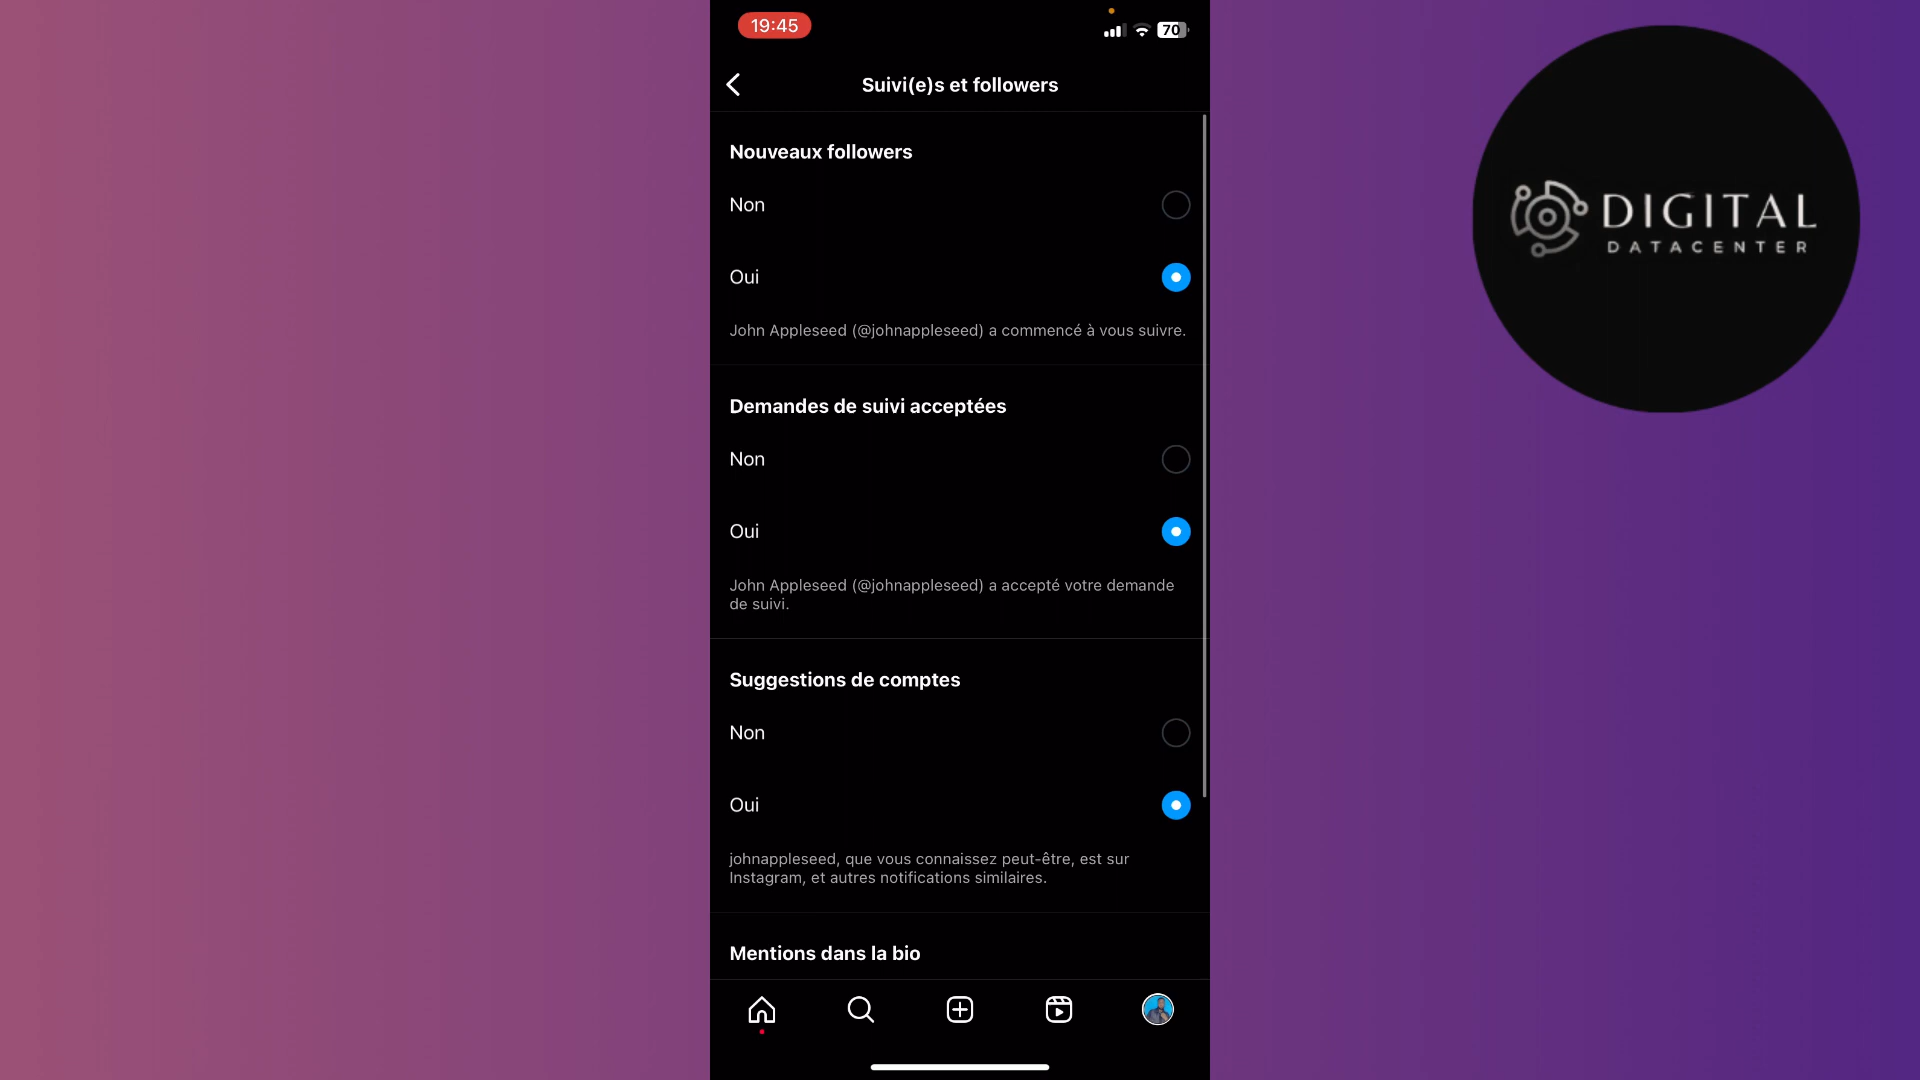 19:45
70
Suivi(e)s et followers
Nouveaux followers
Non
Oui
John Appleseed (@johnappleseed) a commencé à vous suivre.
Demandes de suivi acceptées
Non
Oui
John Appleseed (@johnappleseed) a accepté votre demande
de suivi.
Suggestions de comptes
Non
Oui
johnappleseed, que vous connaissez peut-être, est sur
Instagram, et autres notifications similaires.
Mentions dans la bio
DIGITAL
DATACENTER